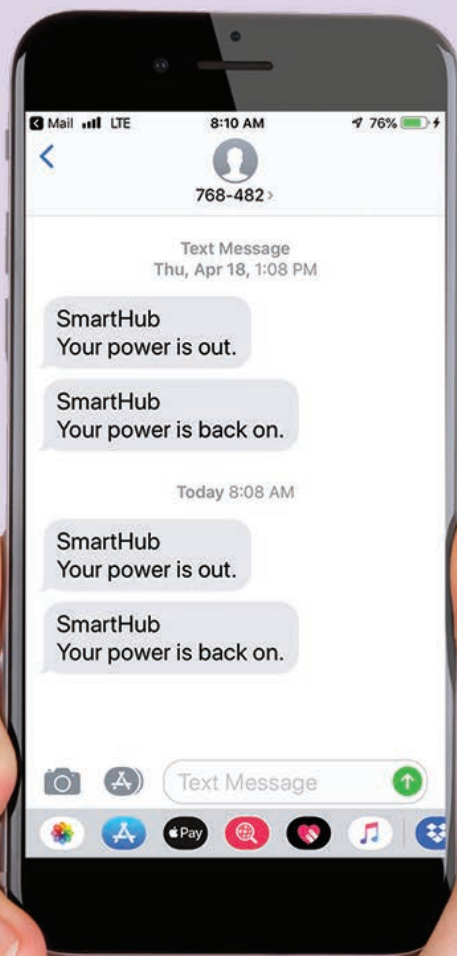 Mail LTE 8:10 AM 76%
768-482
Text Message
Thu, Apr 18, 1:08 PM
SmartHub
Your power is out.
SmartHub
Your power is back on.
Today 8:08 AM
SmartHub
Your power is out.
SmartHub
Your power is back on.
Text Message
Pay